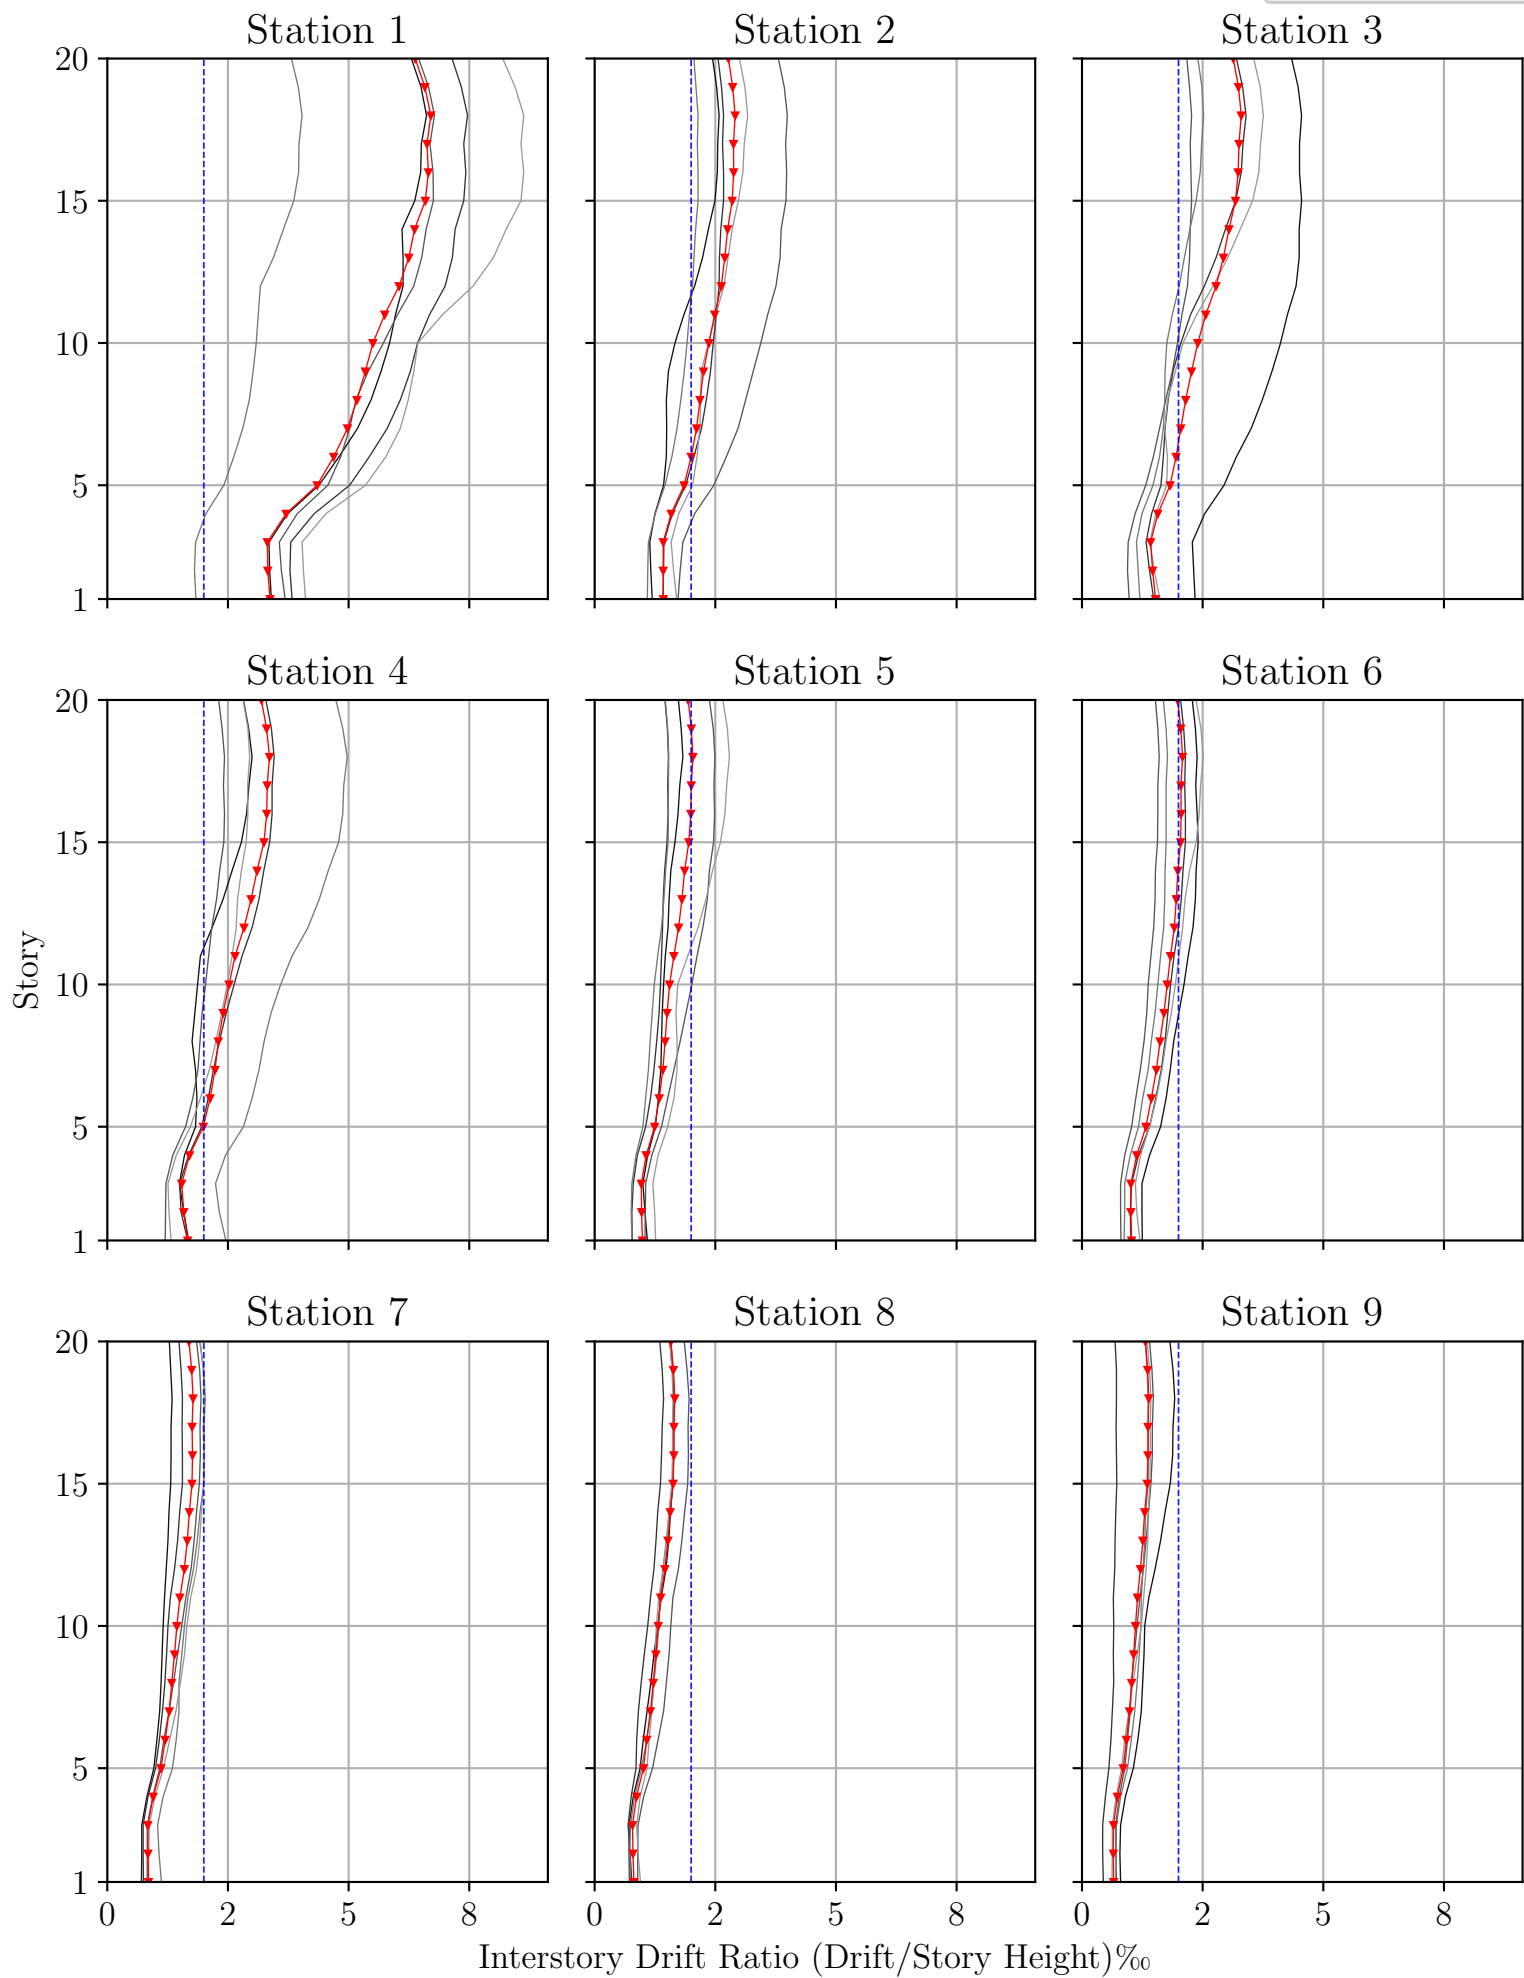 Station 1 Station 2 Station 3
20
15
10
5
1
Station 4 Station 5 Station 6
20
15
10
5
1
Story
Station 7 Station 8 Station 9
20
15
10
5
1
0 2 5 8 0 2 5 8 0 2 5 8
Interstory Drift Ratio (Drift/Story Height)‰